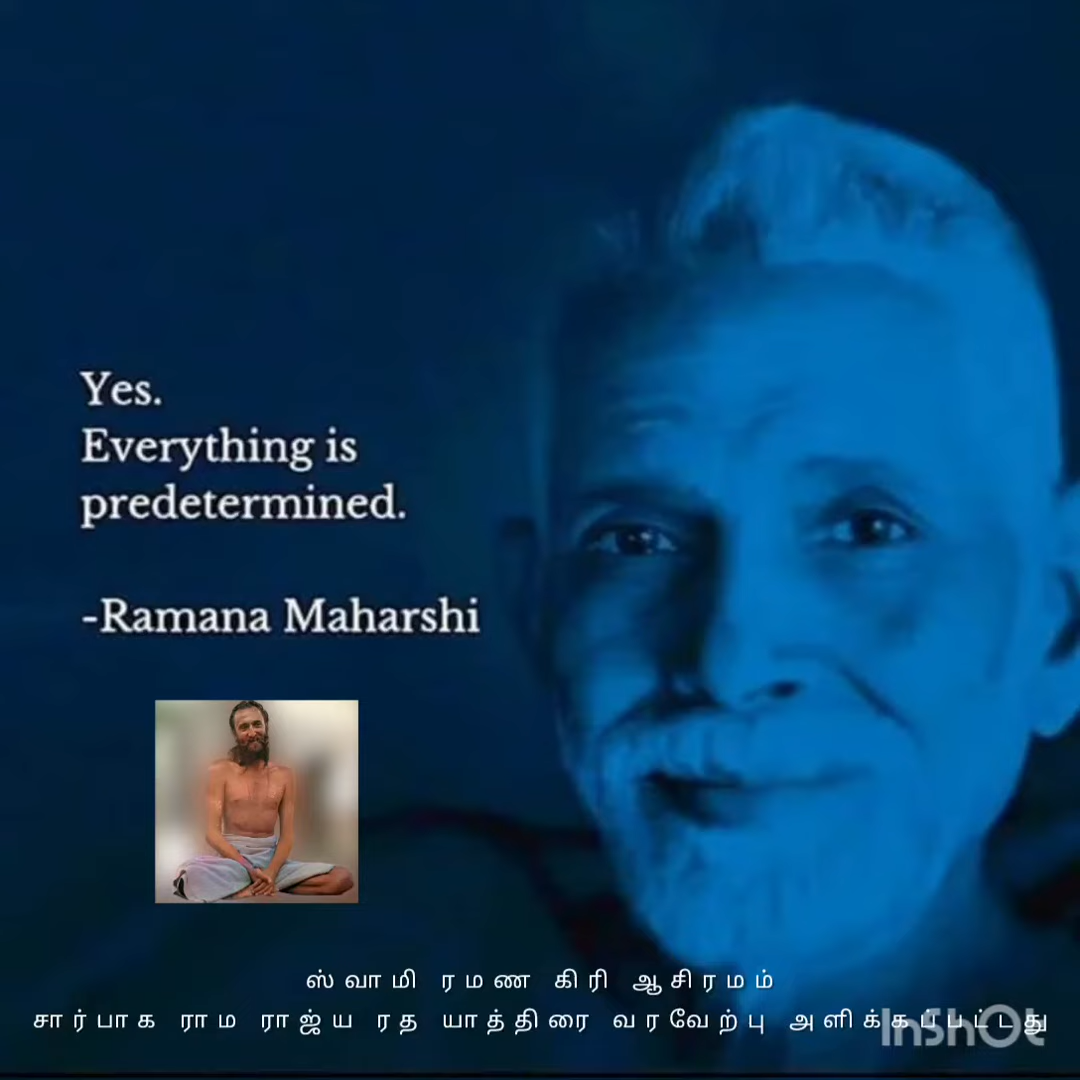 Yes.
Everything is
predetermined.
-Ramana Maharshi
ஸ்வாமி ரமண கிரி ஆசிரமம்
சார்பாக ராம ராஜ்ய ரத யாத்திரை வரவேற்பு அளிக்கப்பட்டது
InShOt